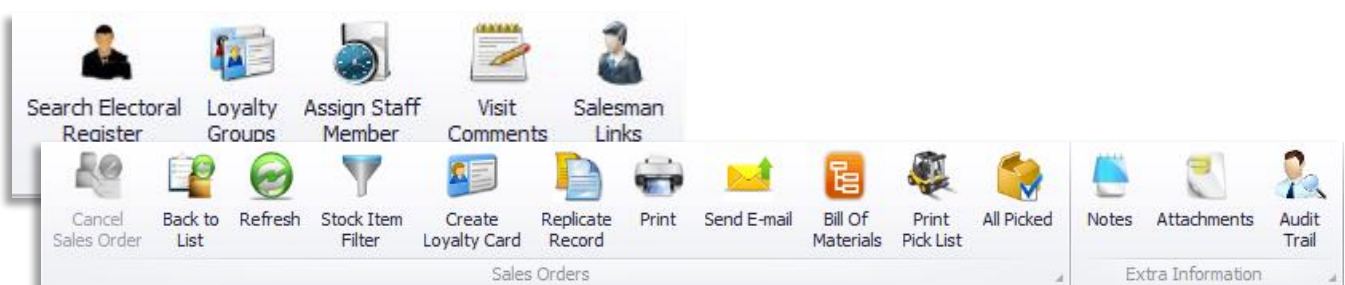 Search Electoral Loyalty Assign Staff Visit Salesman
Register Groups Member Comments Links
Cancel Back to Refresh Stock Item Create Replicate Print Send E-mail Bill Of Print All Picked Notes Attachments Audit
Sales Order List Filter Loyalty Card Record Materials Pick List Trail
Sales Orders Extra Information